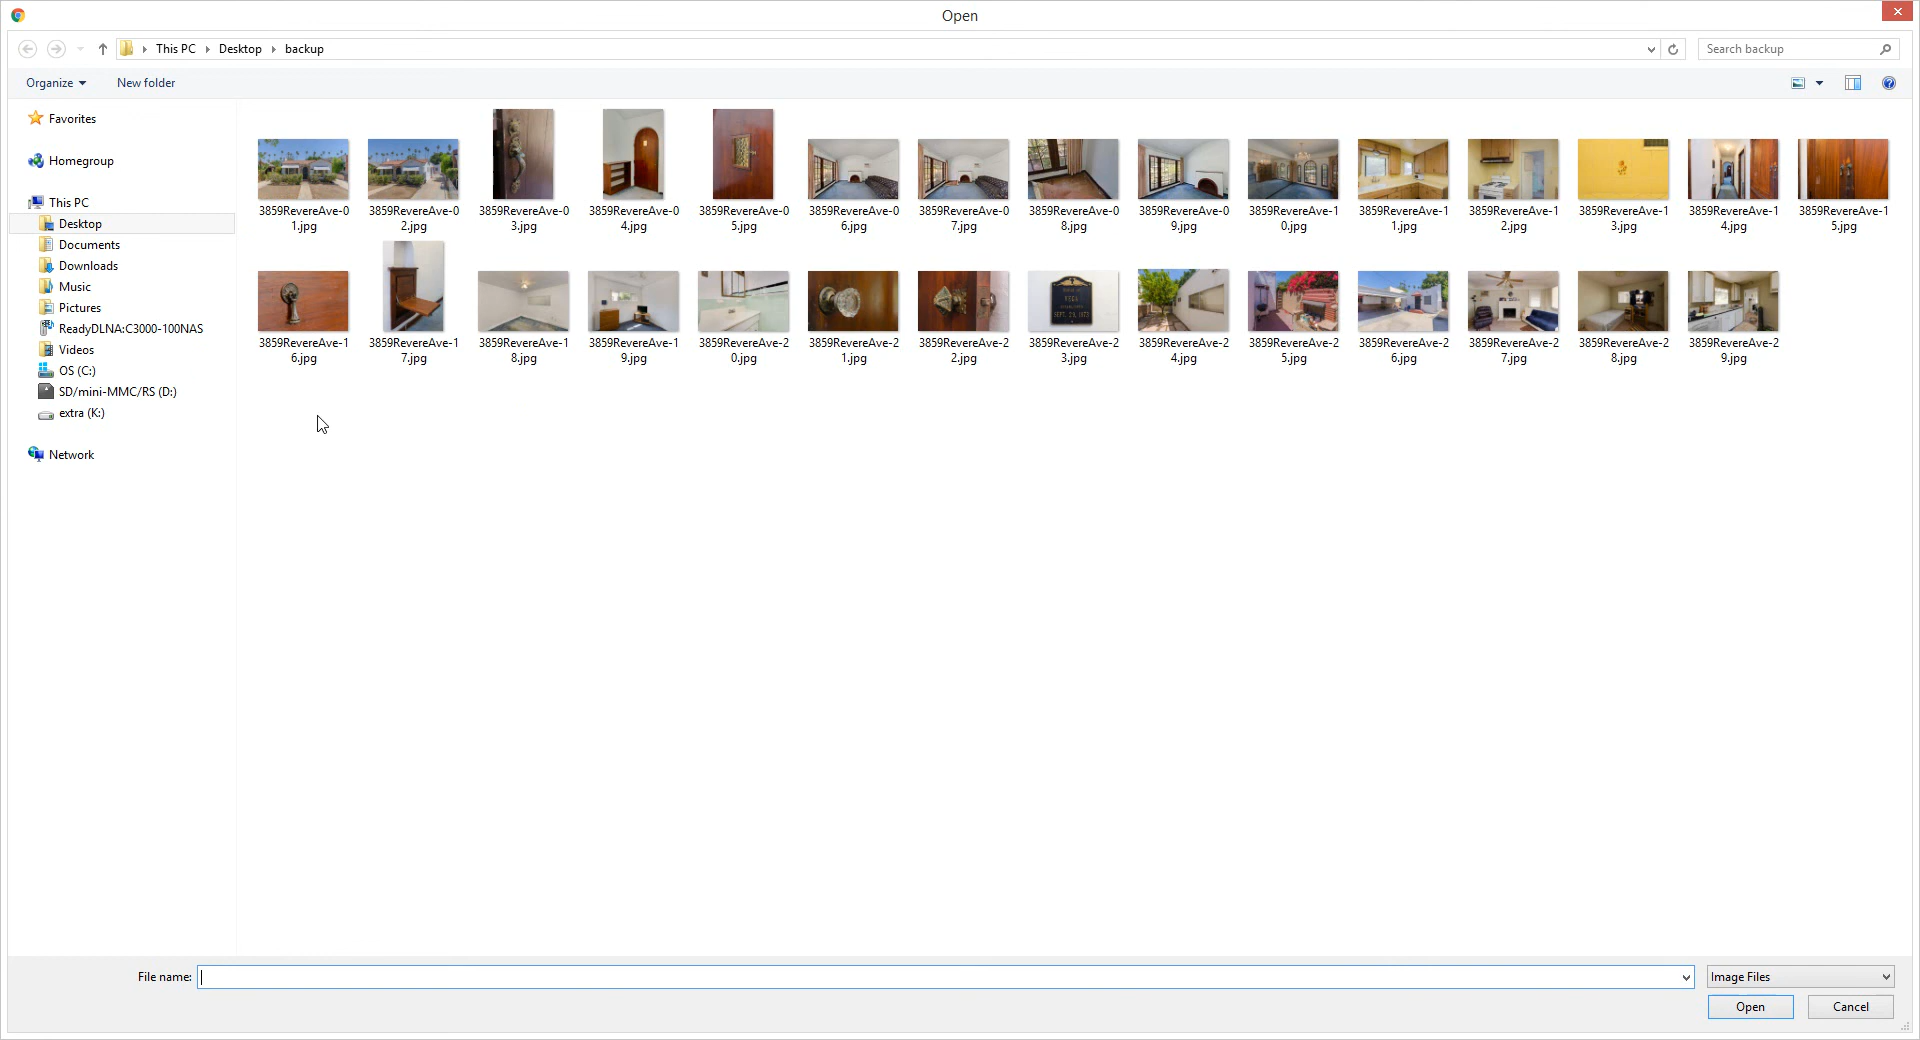 Open
This PC
Desktop
backup
Search backup
Organize
New folder
Favorites
Homegroup
This PC
Desktop
Documents
Downloads
Music
Pictures
ReadyDLNA:C3000-100NAS
Videos
OS (C:)
SD/mini-MMC/RS (D:)
extra (K:)
Network
3859RevereAve-0
1.jpg
3859RevereAve-0
2.jpg
3859RevereAve-0
3.jpg
3859RevereAve-0
4.jpg
3859RevereAve-0
5.jpg
3859RevereAve-0
6.jpg
3859RevereAve-0
7.jpg
3859RevereAve-0
8.jpg
3859RevereAve-0
9.jpg
3859RevereAve-1
0.jpg
3859RevereAve-1
1.jpg
3859RevereAve-1
2.jpg
3859RevereAve-1
3.jpg
3859RevereAve-1
4.jpg
3859RevereAve-1
5.jpg
3859RevereAve-1
6.jpg
3859RevereAve-1
7.jpg
3859RevereAve-1
8.jpg
3859RevereAve-1
9.jpg
3859RevereAve-2
0.jpg
3859RevereAve-2
1.jpg
3859RevereAve-2
2.jpg
3859RevereAve-2
3.jpg
3859RevereAve-2
4.jpg
3859RevereAve-2
5.jpg
3859RevereAve-2
6.jpg
3859RevereAve-2
7.jpg
3859RevereAve-2
8.jpg
3859RevereAve-2
9.jpg
File name:
Image Files
Open
Cancel